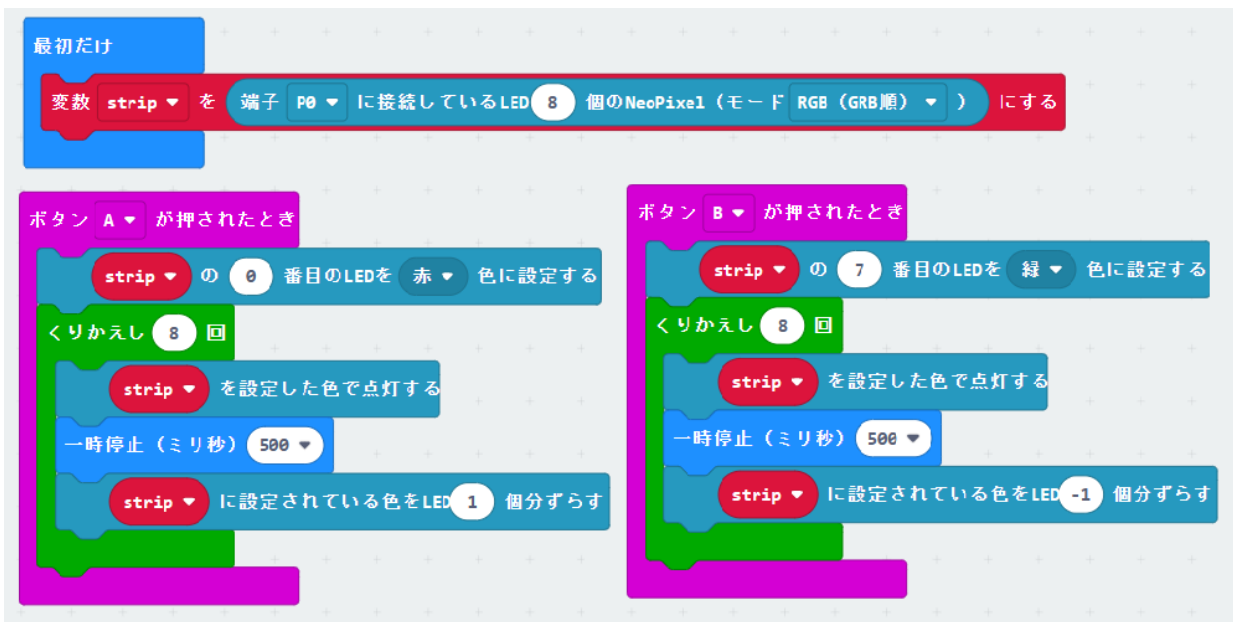 最初だけ
変数 strip を 端子 P0 に接続しているLED 8 個のNeoPixel (モード RGB (GRB順) ) にする
ボタン A が押されたとき
strip の 0 番目のLEDを 赤 色に設定する
くりかえし 8 回
strip を設定した色で点灯する
一時停止 (ミリ秒) 500
strip に設定されている色をLED 1 個分ずらす
ボタン B が押されたとき
strip の 7 番目のLEDを 緑 色に設定する
くりかえし 8 回
strip を設定した色で点灯する
一時停止 (ミリ秒) 500
strip に設定されている色をLED -1 個分ずらす